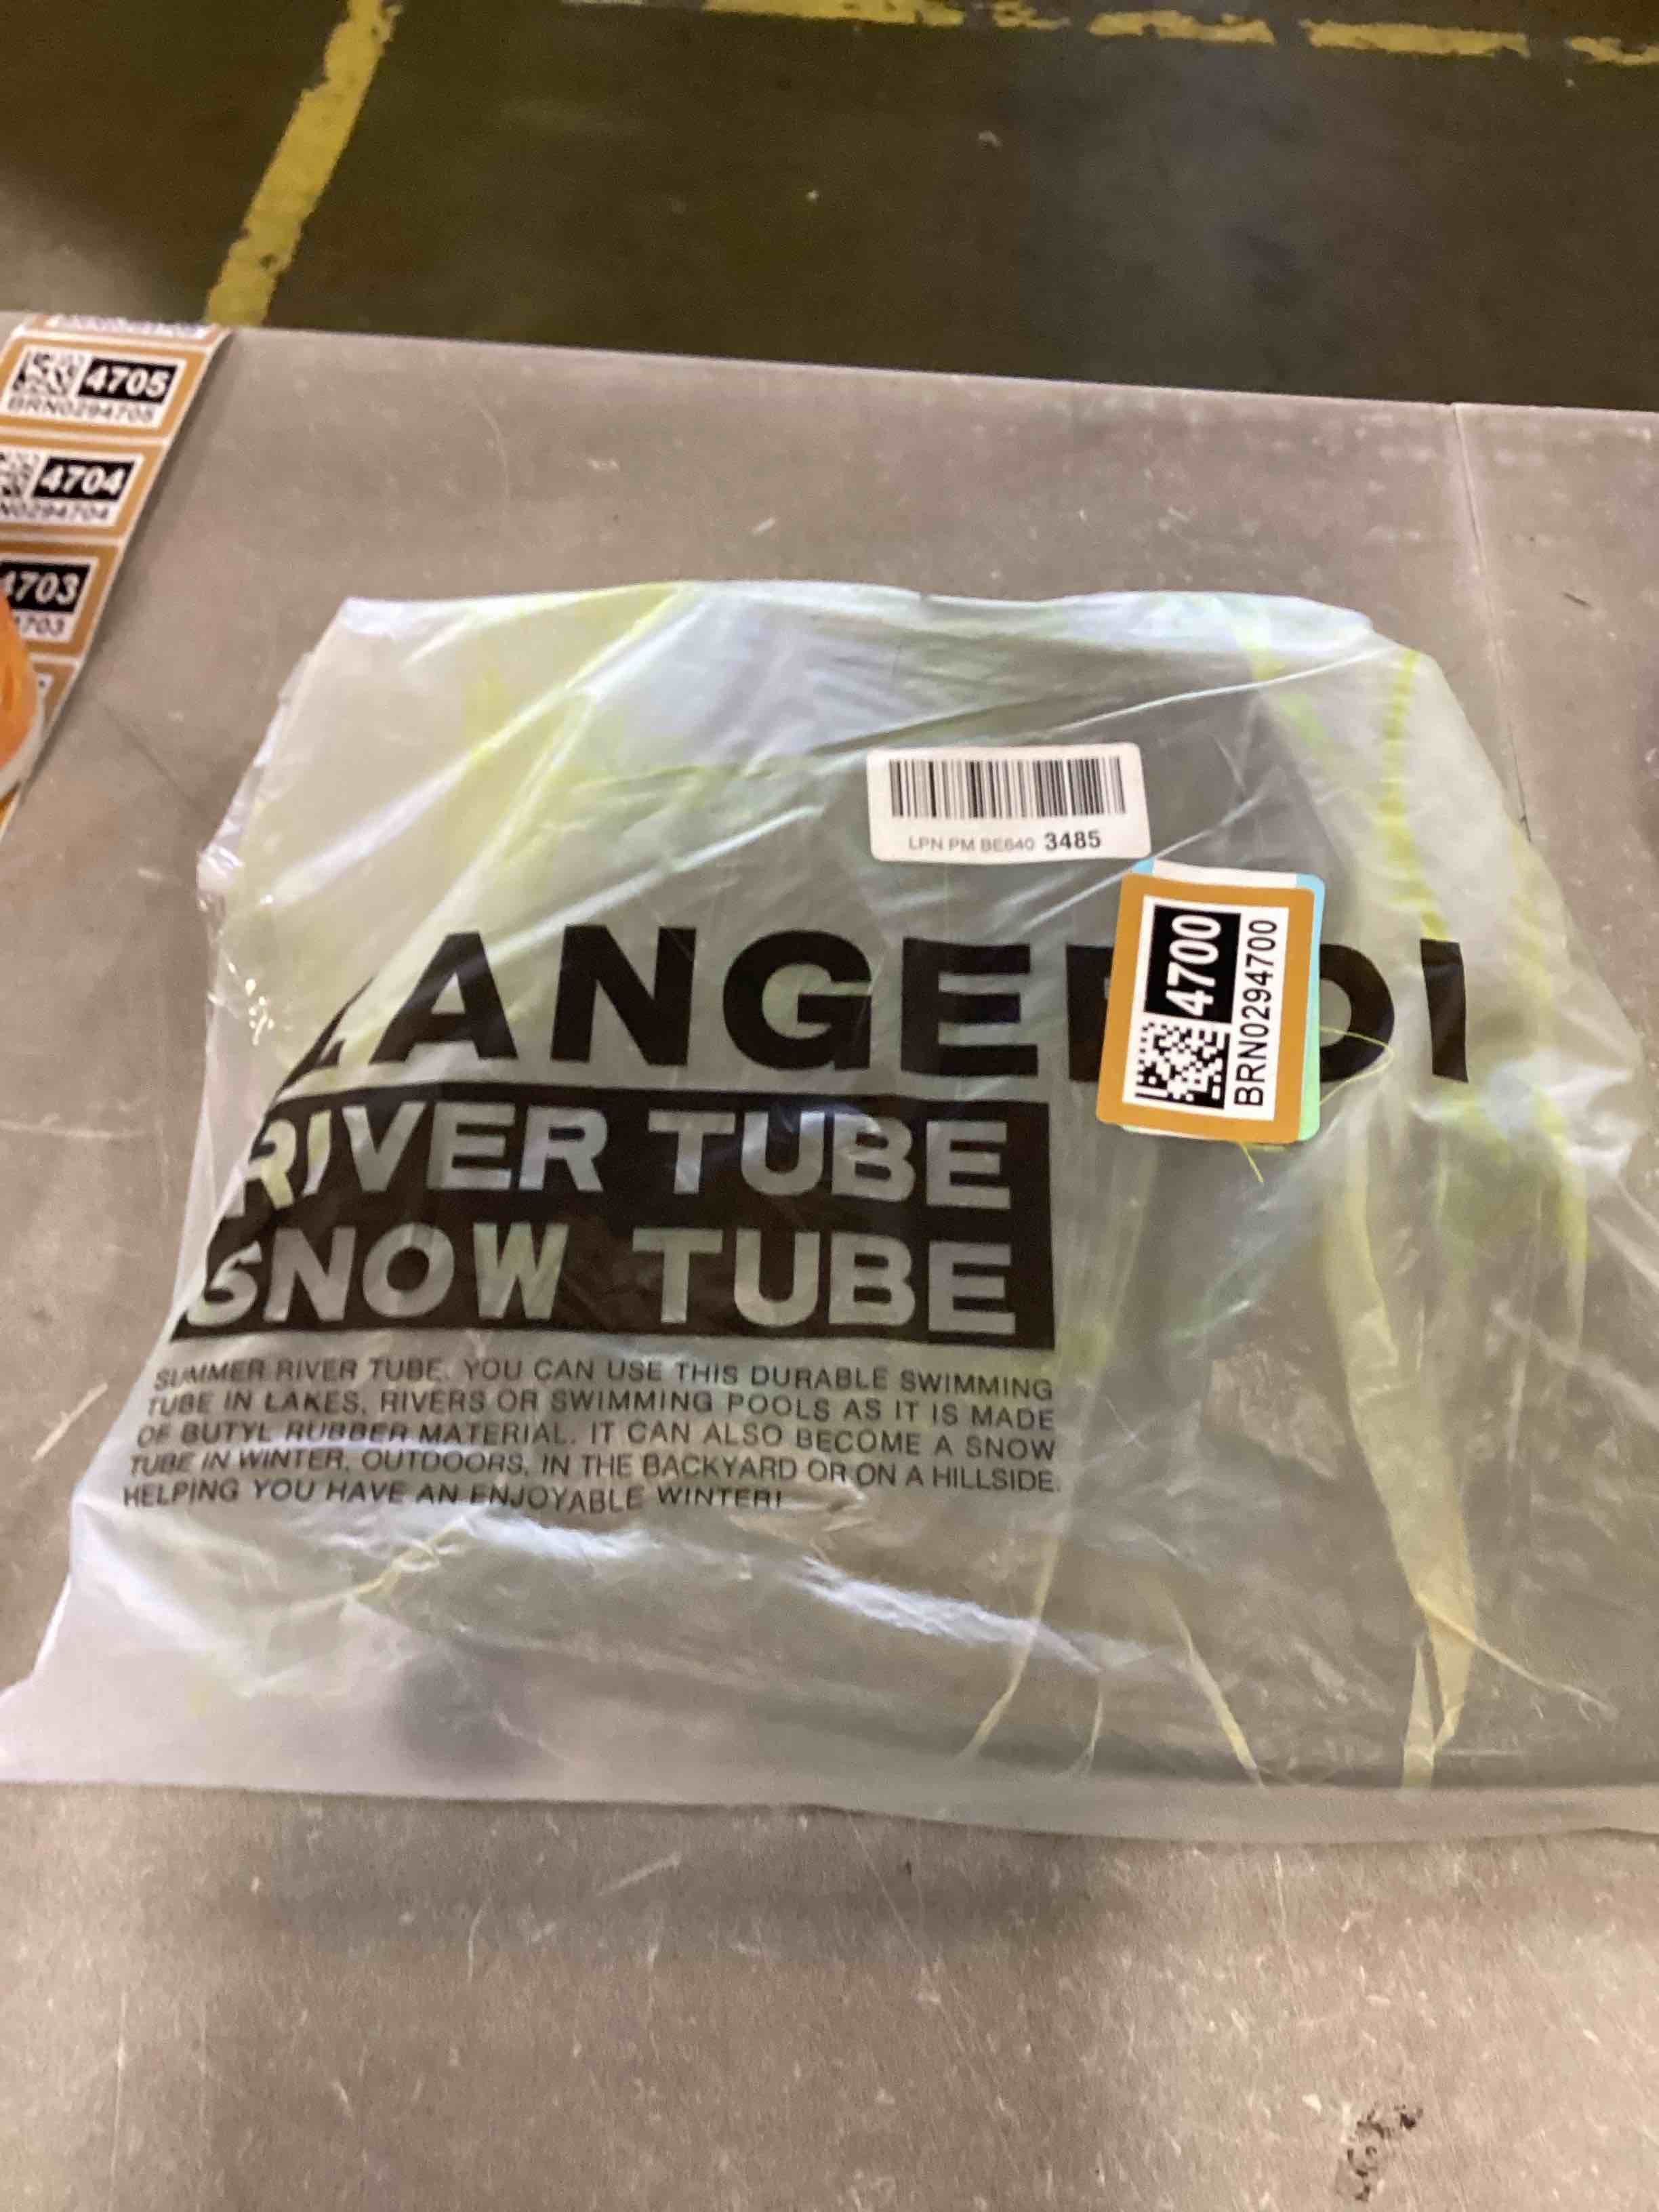 4705
BRN0294705
4704
N0294704
4703
1703
LPN PM BE640 3485
4700
BRN0294700
RIVER TUBE
SNOW TUBE
SUMMER RIVER TUBE. YOU CAN USE THIS DURABLE SWIMMING
TUBE IN LAKES, RIVERS OR SWIMMING POOLS AS IT IS MADE
OF BUTYL RUBBER MATERIAL. IT CAN ALSO BECOME A SNOW
TUBE IN WINTER, OUTDOORS, IN THE BACKYARD OR ON A HILLSIDE.
HELPING YOU HAVE AN ENJOYABLE WINTER!